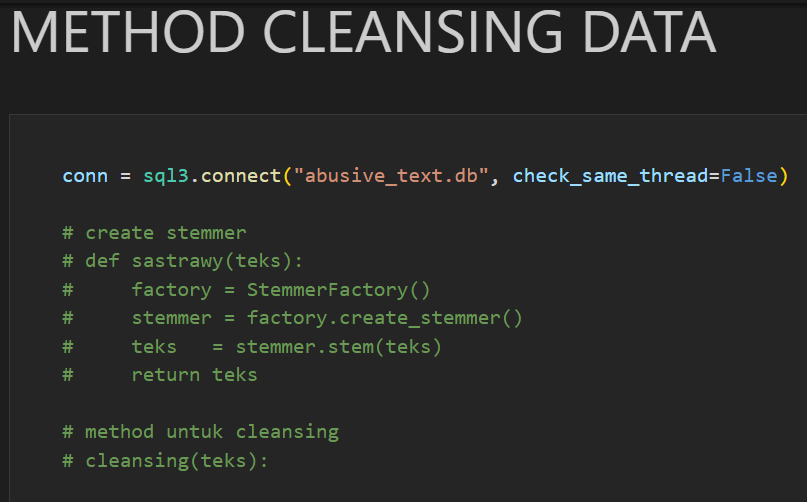 METHOD CLEANSING DATA
conn = sql3.connect("abusive_text.db", check_same_thread=False)
# create stemmer
# def sastrawy(teks):
#     factory = StemmerFactory()
#     stemmer = factory.create_stemmer()
#     teks   = stemmer.stem(teks)
#     return teks
# method untuk cleansing
# cleansing(teks):